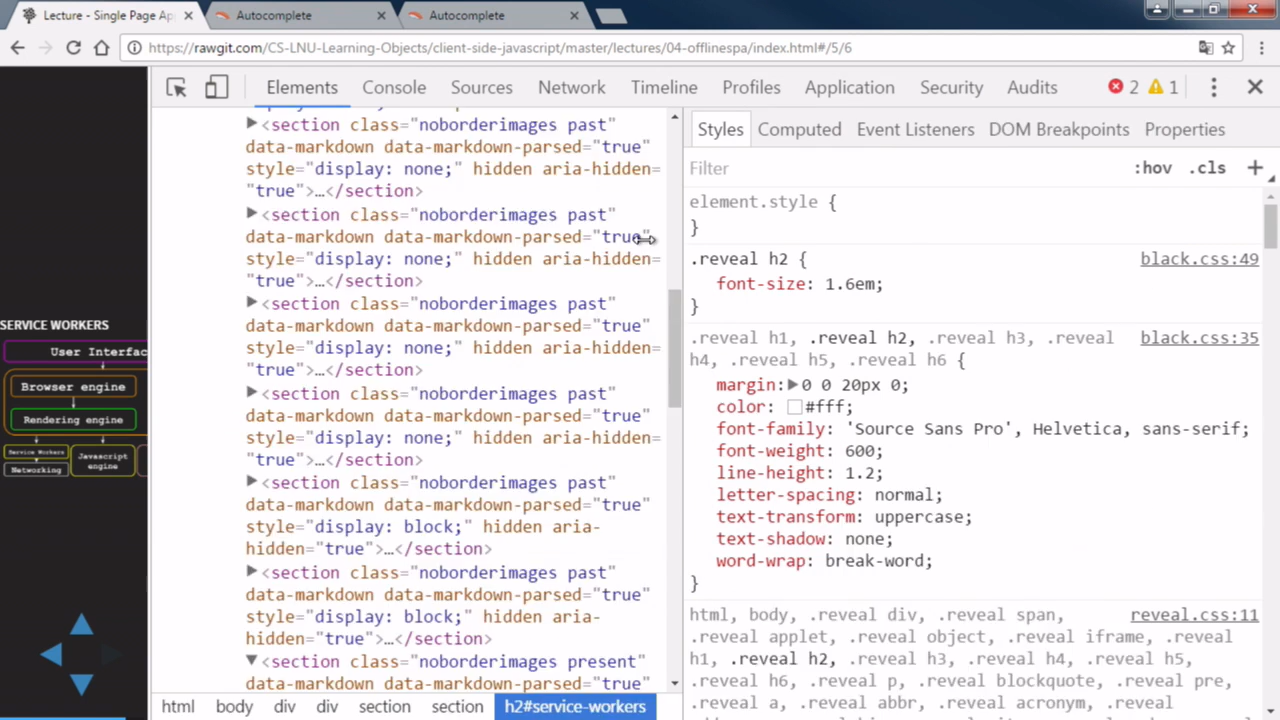 Lecture - Single Page Ap
Autocomplete
Autocomplete
https://rawgit.com/CS-LNU-Learning-Objects/client-side-javascript/master/lectures/04-offlinespa/index.html#/5/6
Elements Console Sources Network Timeline Profiles Application Security Audits 2 1
<section class="noborderimages past"
data-markdown data-markdown-parsed="true"
style="display: none;" hidden aria-hidden=
"true">…</section>
<section class="noborderimages past"
data-markdown data-markdown-parsed="true"
style="display: none;" hidden aria-hidden=
"true">…</section>
<section class="noborderimages past"
data-markdown data-markdown-parsed="true"
style="display: none;" hidden aria-hidden=
"true">…</section>
<section class="noborderimages past"
data-markdown data-markdown-parsed="true"
style="display: none;" hidden aria-hidden=
"true">…</section>
<section class="noborderimages past"
data-markdown data-markdown-parsed="true"
style="display: block;" hidden aria-
hidden="true">…</section>
<section class="noborderimages past"
data-markdown data-markdown-parsed="true"
style="display: block;" hidden aria-
hidden="true">…</section>
<section class="noborderimages present"
data-markdown data-markdown-parsed="true"
html body div div section section h2#service-workers
Styles Computed Event Listeners DOM Breakpoints Properties
Filter :hov .cls +
element.style {
}
.reveal h2 { black.css:49
font-size: 1.6em;
}
.reveal h1, .reveal h2, .reveal h3, .reveal black.css:35
h4, .reveal h5, .reveal h6 {
margin: 0 0 20px 0;
color: #fff;
font-family: 'Source Sans Pro', Helvetica, sans-serif;
font-weight: 600;
line-height: 1.2;
letter-spacing: normal;
text-transform: uppercase;
text-shadow: none;
word-wrap: break-word;
}
html, body, .reveal div, .reveal span, reveal.css:11
.reveal applet, .reveal object, .reveal iframe, .reveal
h1, .reveal h2, .reveal h3, .reveal h4, .reveal h5,
.reveal h6, .reveal p, .reveal blockquote, .reveal pre,
.reveal a, .reveal abbr, .reveal acronym, .reveal
SERVICE WORKERS
User Interfac
Browser engine
Rendering engine
Service Workers
Networking
Javascript
engine